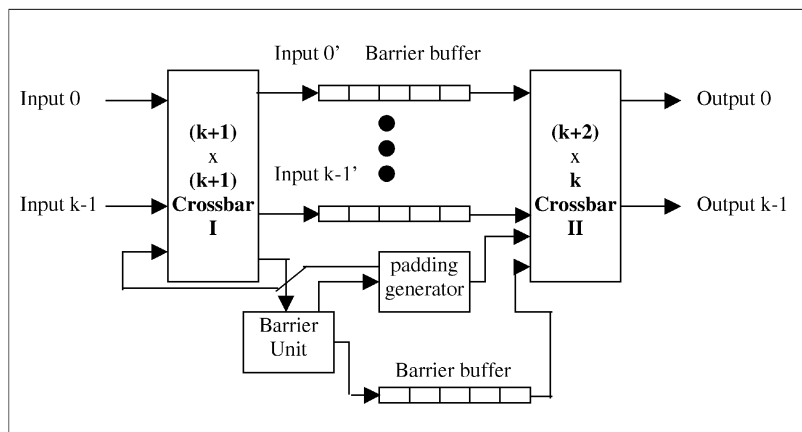 Input 0’ Barrier buffer
Input 0
Output 0
(k+1)
x
(k+1)
Crossbar
I
(k+2)
x
k
Crossbar
II
Input k-1’
Input k-1
Output k-1
padding
generator
Barrier
Unit
Barrier buffer